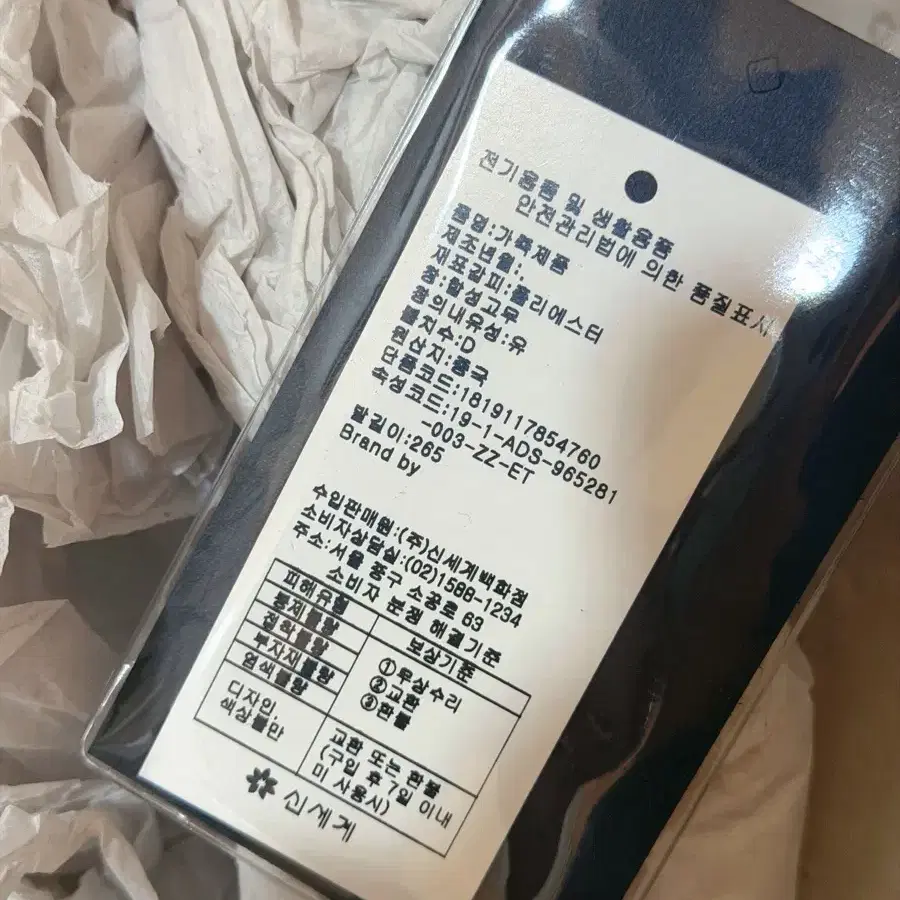 전기용품 및 생활용품
안전관리법에 의한 품질표시
품명:가죽제품
제조년월:.
재표갑피:폴리에스터
창:합성고무
창의내유성:유
볼치수:D
원산지:중국
단품코드:1819117854760
속성코드:19-1-ADS-965281
-003-ZZ-ET
발길이:265
Brand by
수입판매원:(주)신세계백화점
소비자상담실:(02)1588-1234
주소:서울 중구 소공로 63
소비자 분쟁 해결기준
피해유형
보상기준
봉제불량
접착불량
부자재불량
염색불량
①무상수리
②교환
③환불
디자인,
색상불만
교환 또는 환불
(구입 후 7일 이내
미 사용시)
신세계